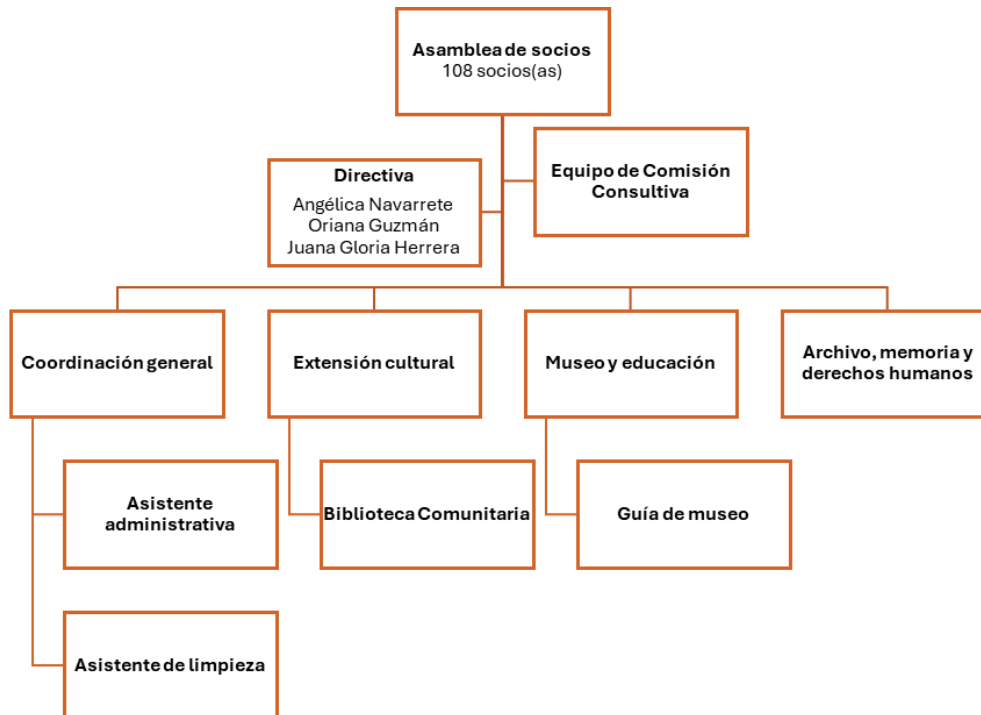 Asamblea de socios
108 socios(as)
Equipo de Comisión
Consultiva
Directiva
Angélica Navarrete
Oriana Guzmán
Juana Gloria Herrera
Coordinación general
Extensión cultural
Museo y educación
Archivo, memoria y
derechos humanos
Asistente
administrativa
Biblioteca Comunitaria
Guía de museo
Asistente de limpieza